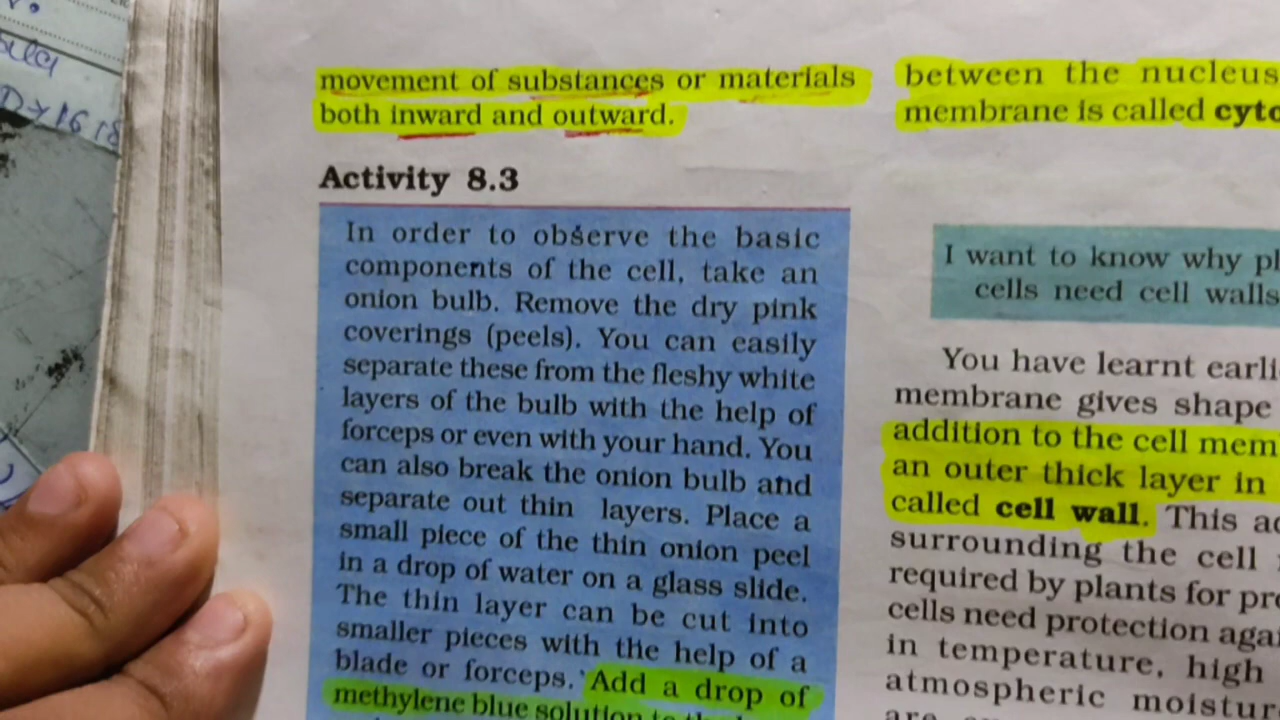 movement of substances or materials
both inward and outward.
Activity 8.3
In order to observe the basic
components of the cell, take an
onion bulb. Remove the dry pink
coverings (peels). You can easily
separate these from the fleshy white
layers of the bulb with the help of
forceps or even with your hand. You
can also break the onion bulb and
separate out thin layers. Place a
small piece of the thin onion peel
in a drop of water on a glass slide.
The thin layer can be cut into
smaller pieces with the help of a
blade or forceps. Add a drop of
methylene blue solution to the
between the nucleus
membrane is called cyto
I want to know why pl
cells need cell walls
You have learnt earli
membrane gives shape
addition to the cell mem
an outer thick layer in
called cell wall. This
surrounding the cell
required by plants for
cells need protection
in temperature, high
atmospheric moistur
are